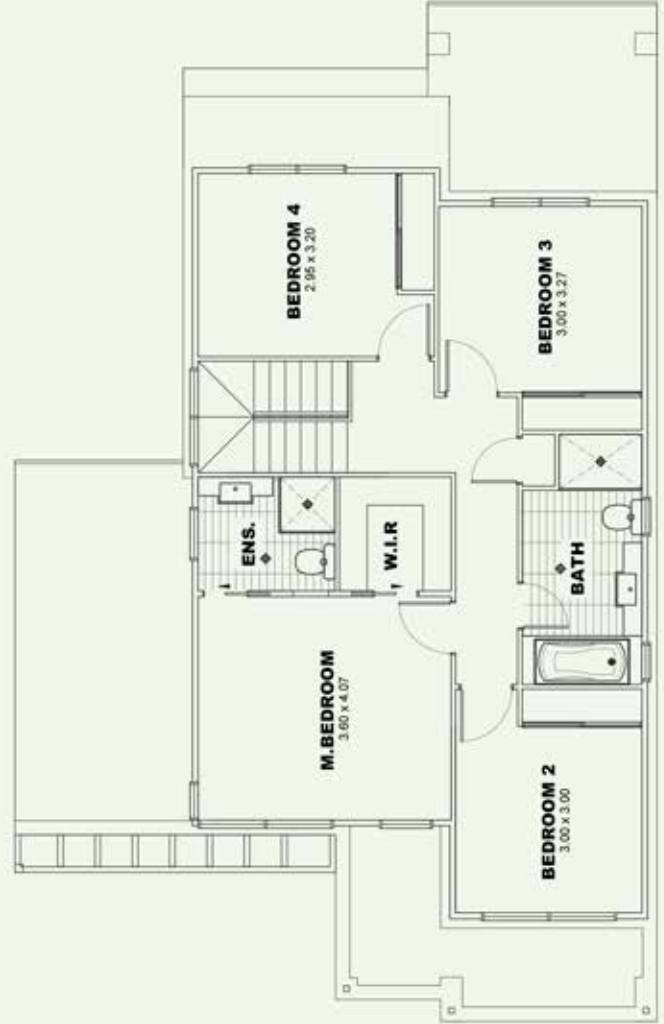 BEDROOM 4
2.95 x 3.20
BEDROOM 3
3.00 x 3.27
ENS.
W.I.R
BATH
M.BEDROOM
3.60 x 4.07
BEDROOM 2
3.00 x 3.00